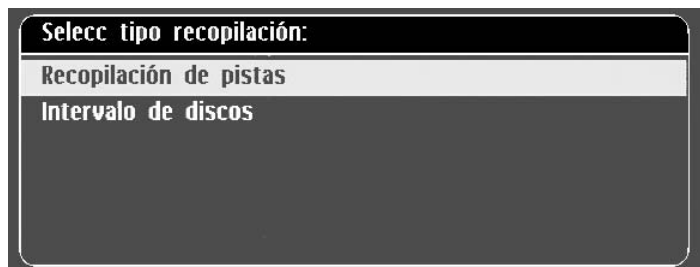 Selecc tipo recopilación:
Recopilación de pistas
Intervalo de discos